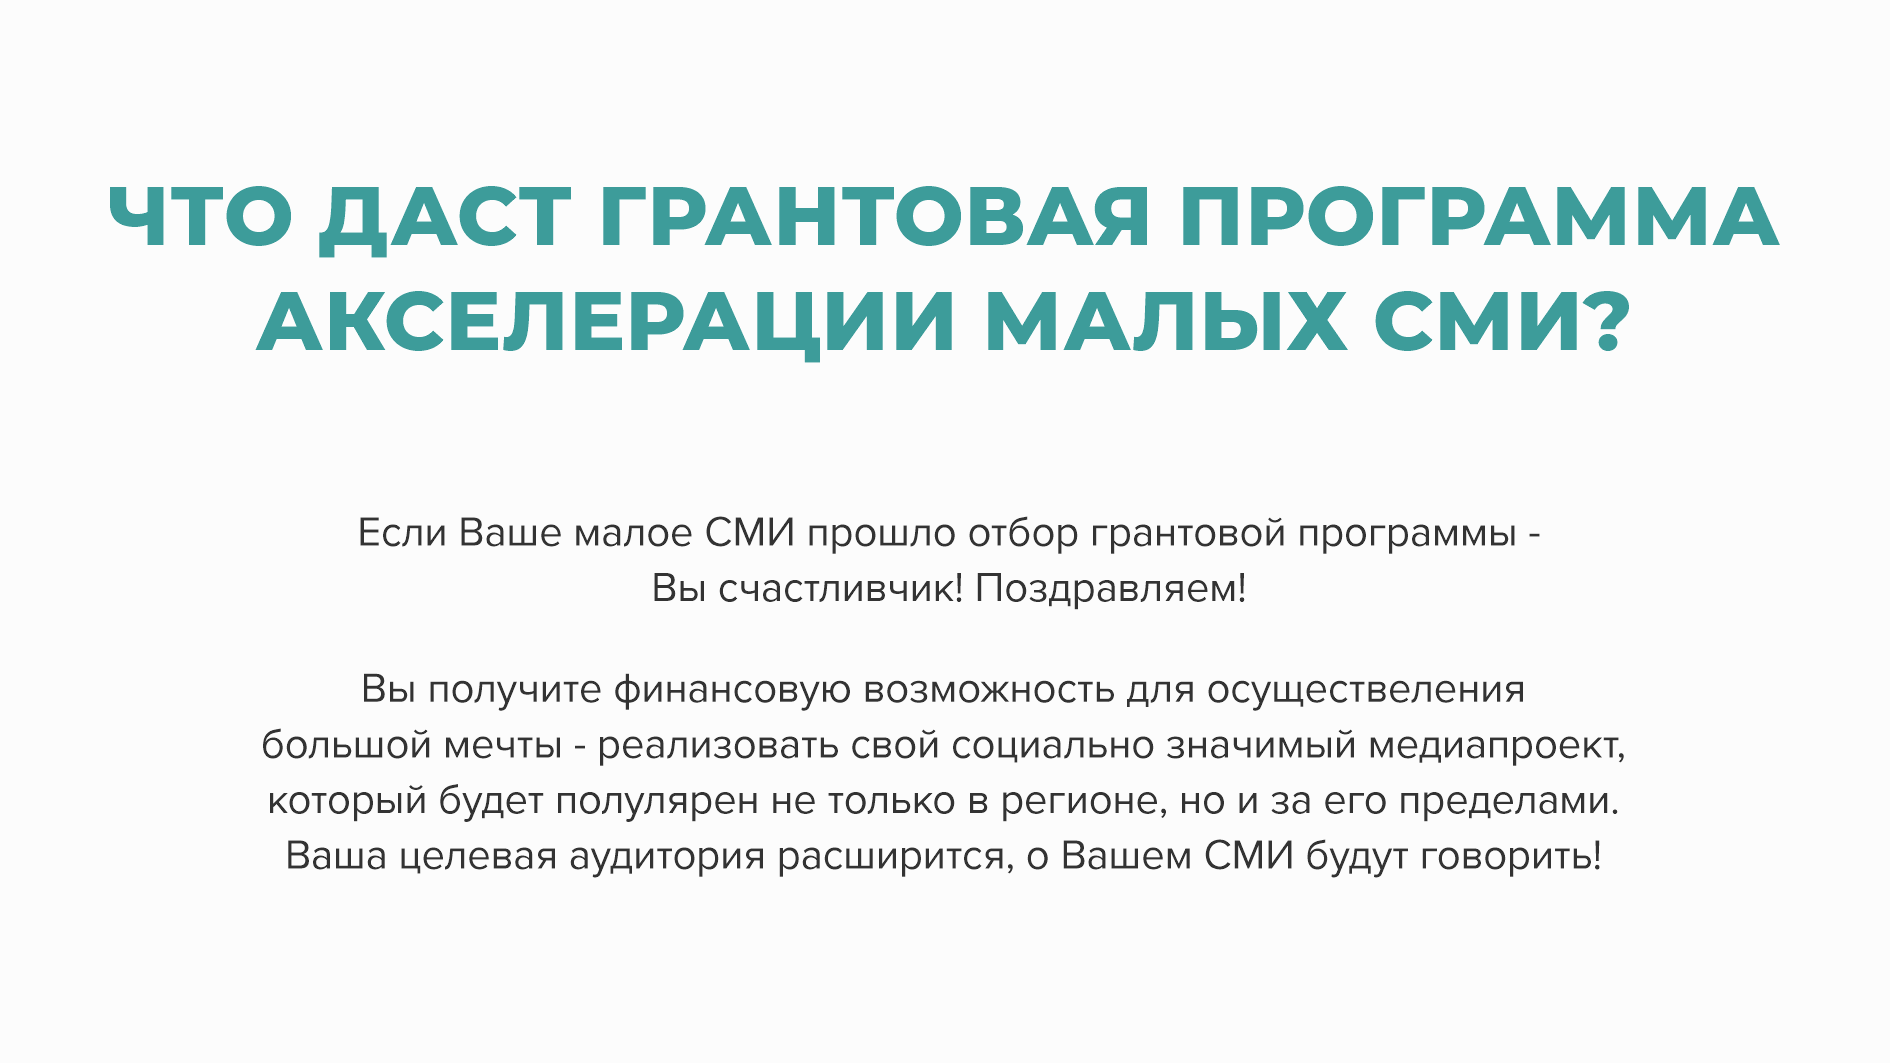 ЧТО ДАСТ ГРАНТОВАЯ ПРОГРАММА
АКСЕЛЕРАЦИИ МАЛЫХ СМИ?
Если Ваше малое СМИ прошло отбор грантовой программы -
Вы счастливчик! Поздравляем!
Вы получите финансовую возможность для осуществеления
большой мечты - реализовать свой социально значимый медиапроект,
который будет полулярен не только в регионе, но и за его пределами.
Ваша целевая аудитория расширится, о Вашем СМИ будут говорить!